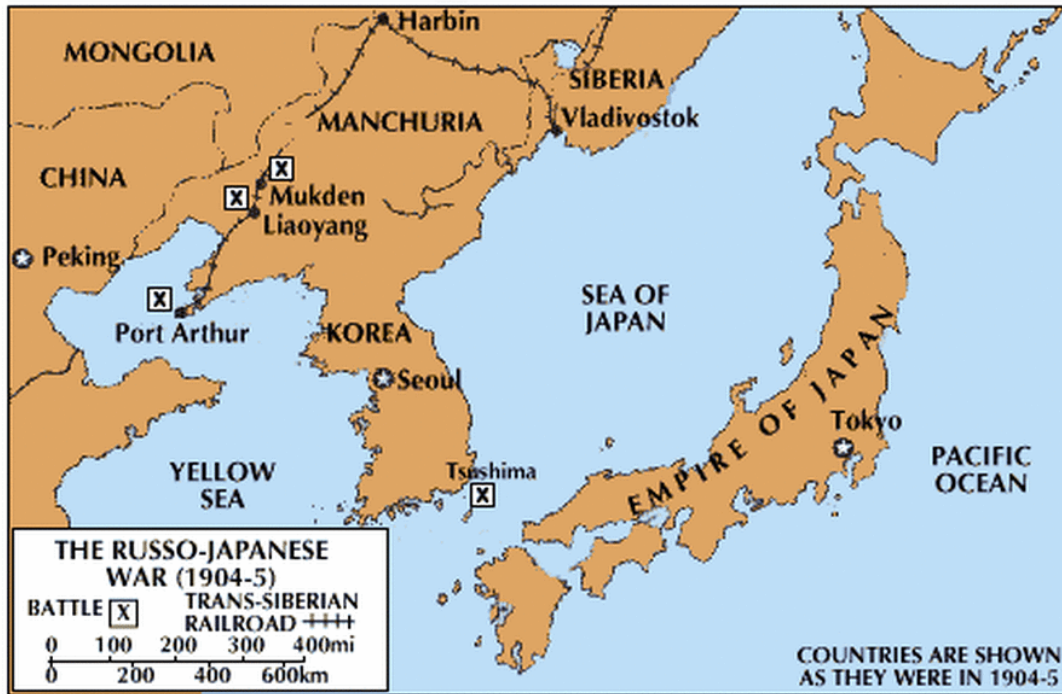 Harbin
MONGOLIA
SIBERIA
Vladivostok
MANCHURIA
CHINA
X
X
Mukden
Liaoyang
Peking
X
Port Arthur
SEA OF
JAPAN
KOREA
Seoul
EMPIRE OF JAPAN
Tokyo
Tsushima
X
YELLOW
SEA
PACIFIC
OCEAN
THE RUSSO-JAPANESE
WAR (1904-5)
BATTLE X TRANS-SIBERIAN
RAILROAD
0 100 200 300 400mi
0 200 400 600km
COUNTRIES ARE SHOWN
AS THEY WERE IN 1904-5